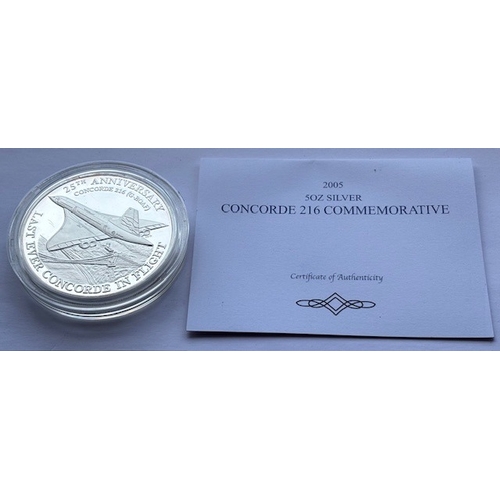 25TH ANNIVERSARY
CONCORDE 216 (G-BOAF)
LAST EVER CONCORDE IN FLIGHT
2005
5OZ SILVER
CONCORDE 216 COMMEMORATIVE
Certificate of Authenticity